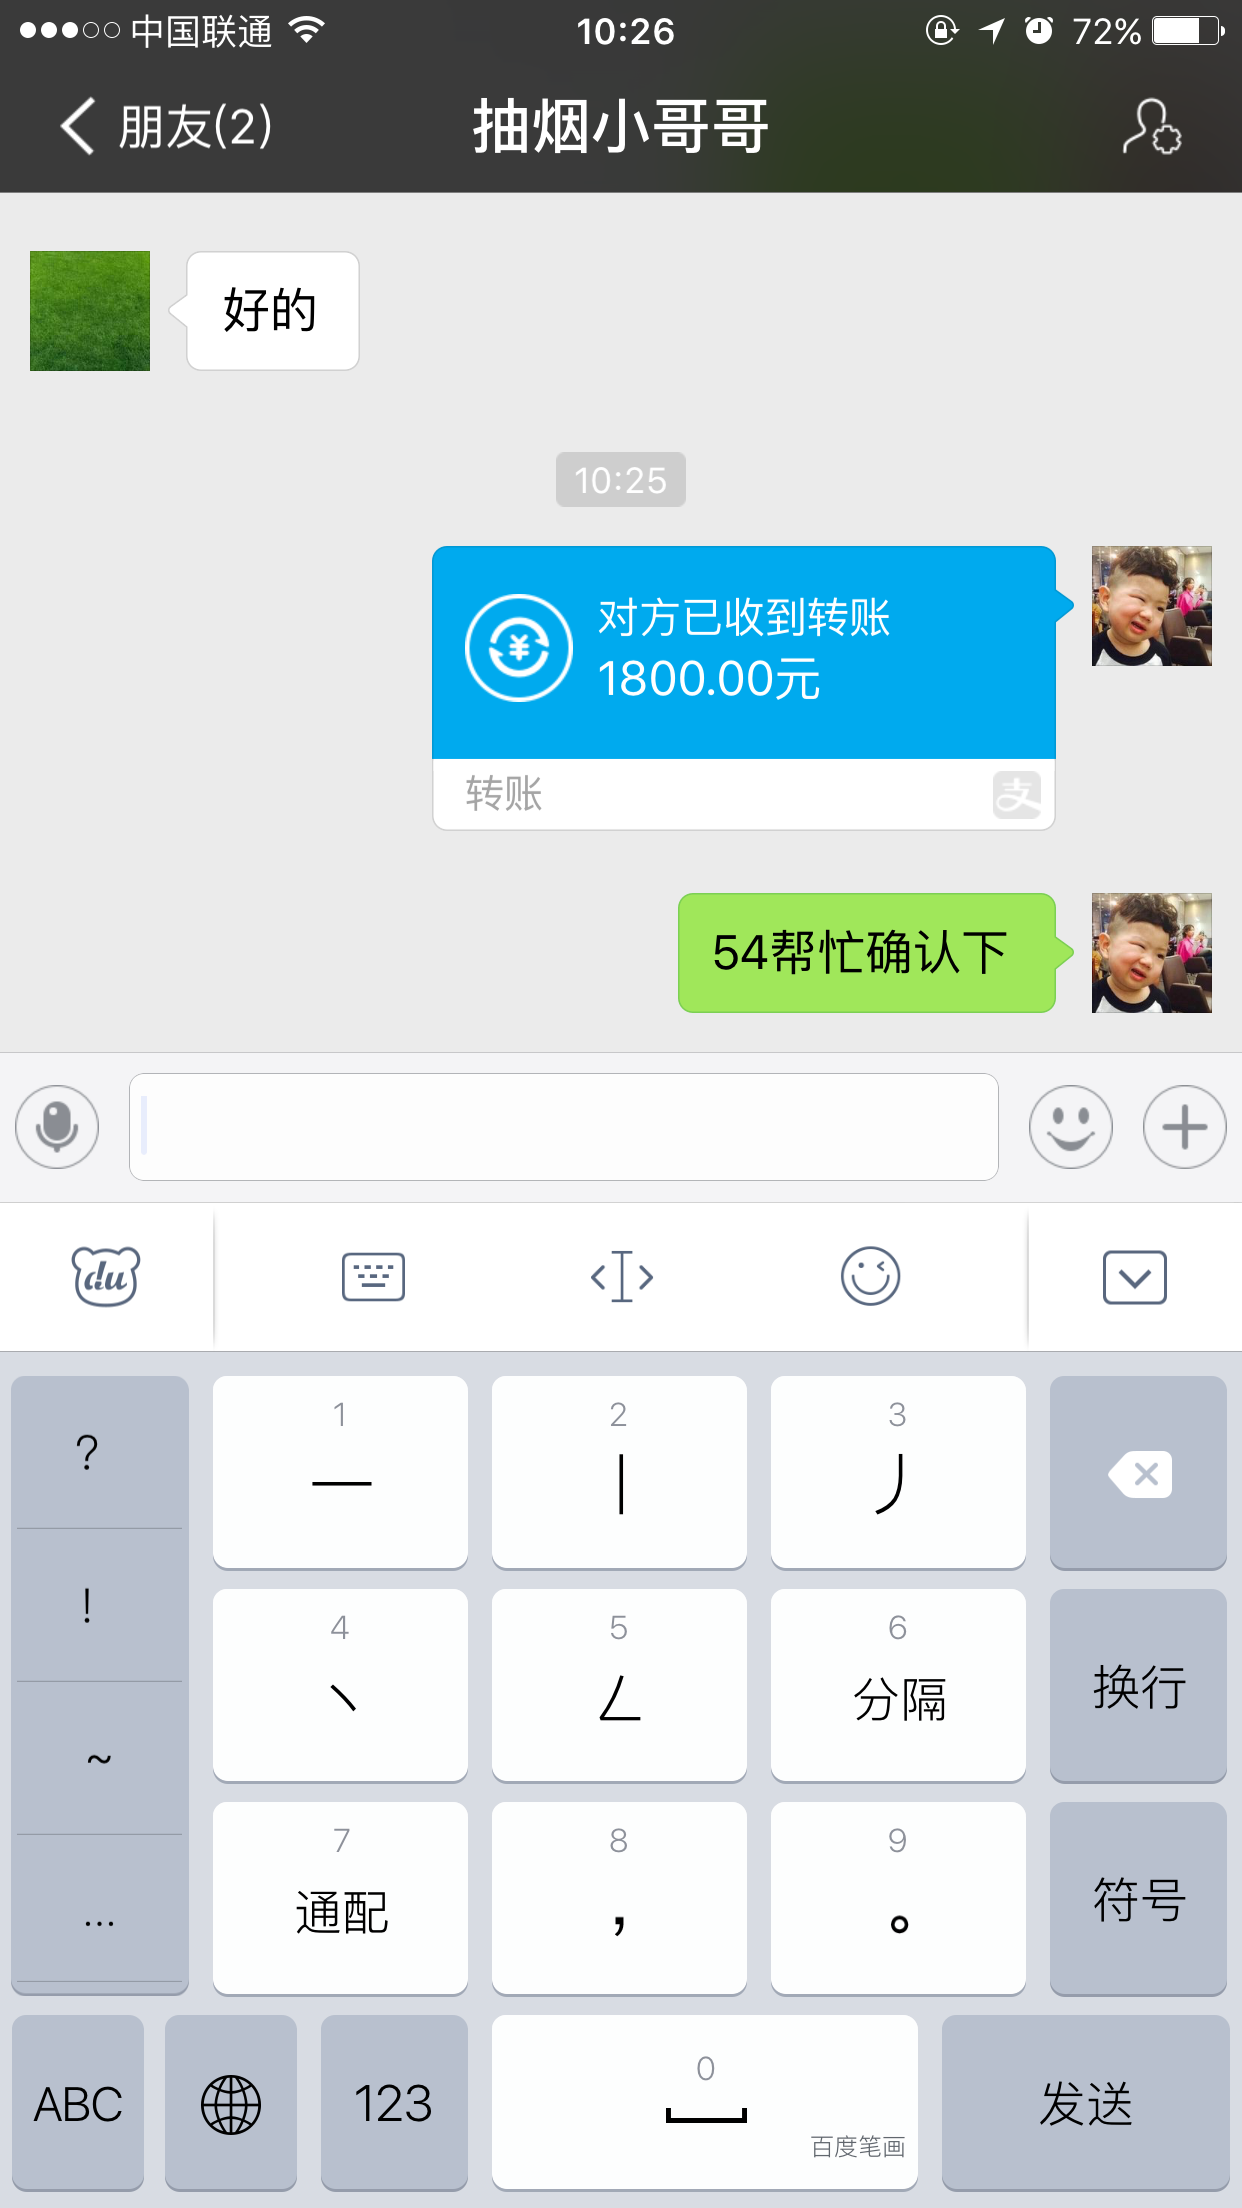 中国联通 10:26 72%
朋友(2) 抽烟小哥哥
好的
10:25
对方已收到转账
1800.00元
转账 支
54帮忙确认下
du
? 1 一 2 丨 3 丿
! 4 丶 5 𠃋 6 分隔 换行
~
... 7 通配 8 , 9 。 符号
ABC 123 0 百度笔画 发送